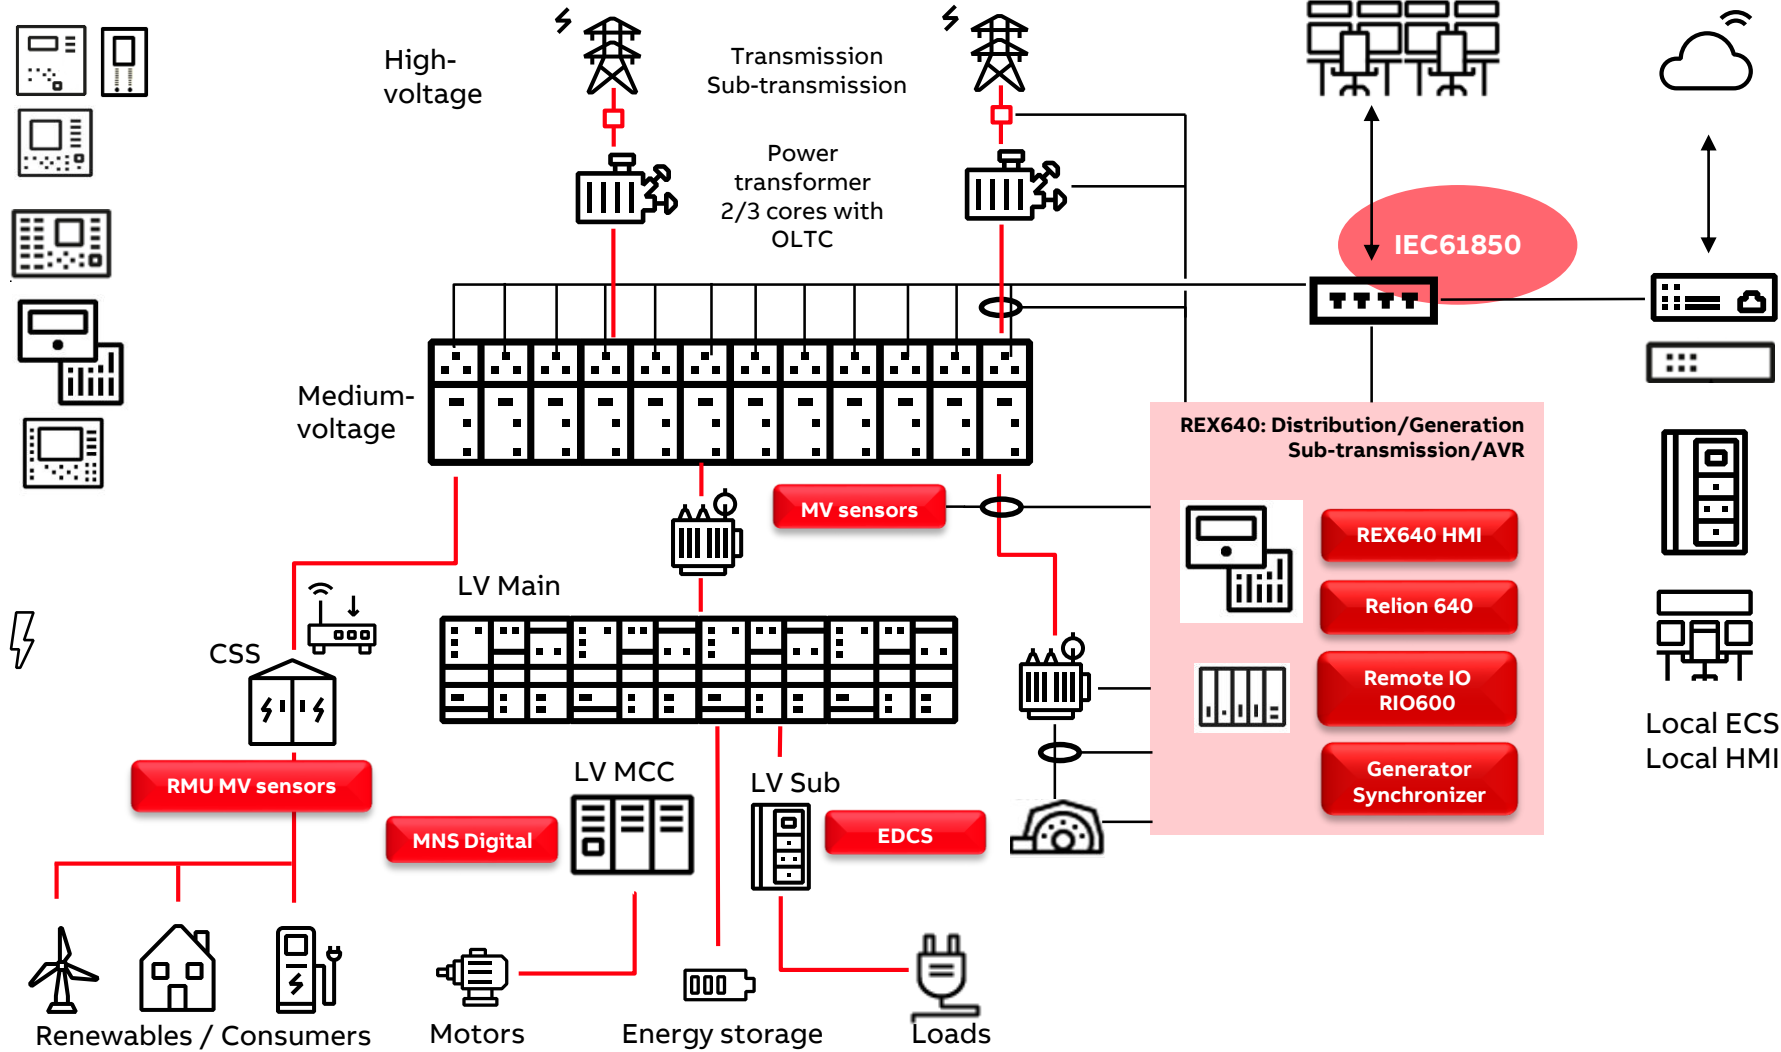 High-
voltage
Transmission
Sub-transmission
Power
transformer
2/3 cores with
OLTC
IEC61850
Medium-
voltage
REX640: Distribution/Generation
Sub-transmission/AVR
MV sensors
REX640 HMI
LV Main
Relion 640
CSS
Remote IO
RIO600
Local ECS
Local HMI
RMU MV sensors
LV MCC
LV Sub
Generator
Synchronizer
MNS Digital
EDCS
Renewables / Consumers
Motors
Energy storage
Loads